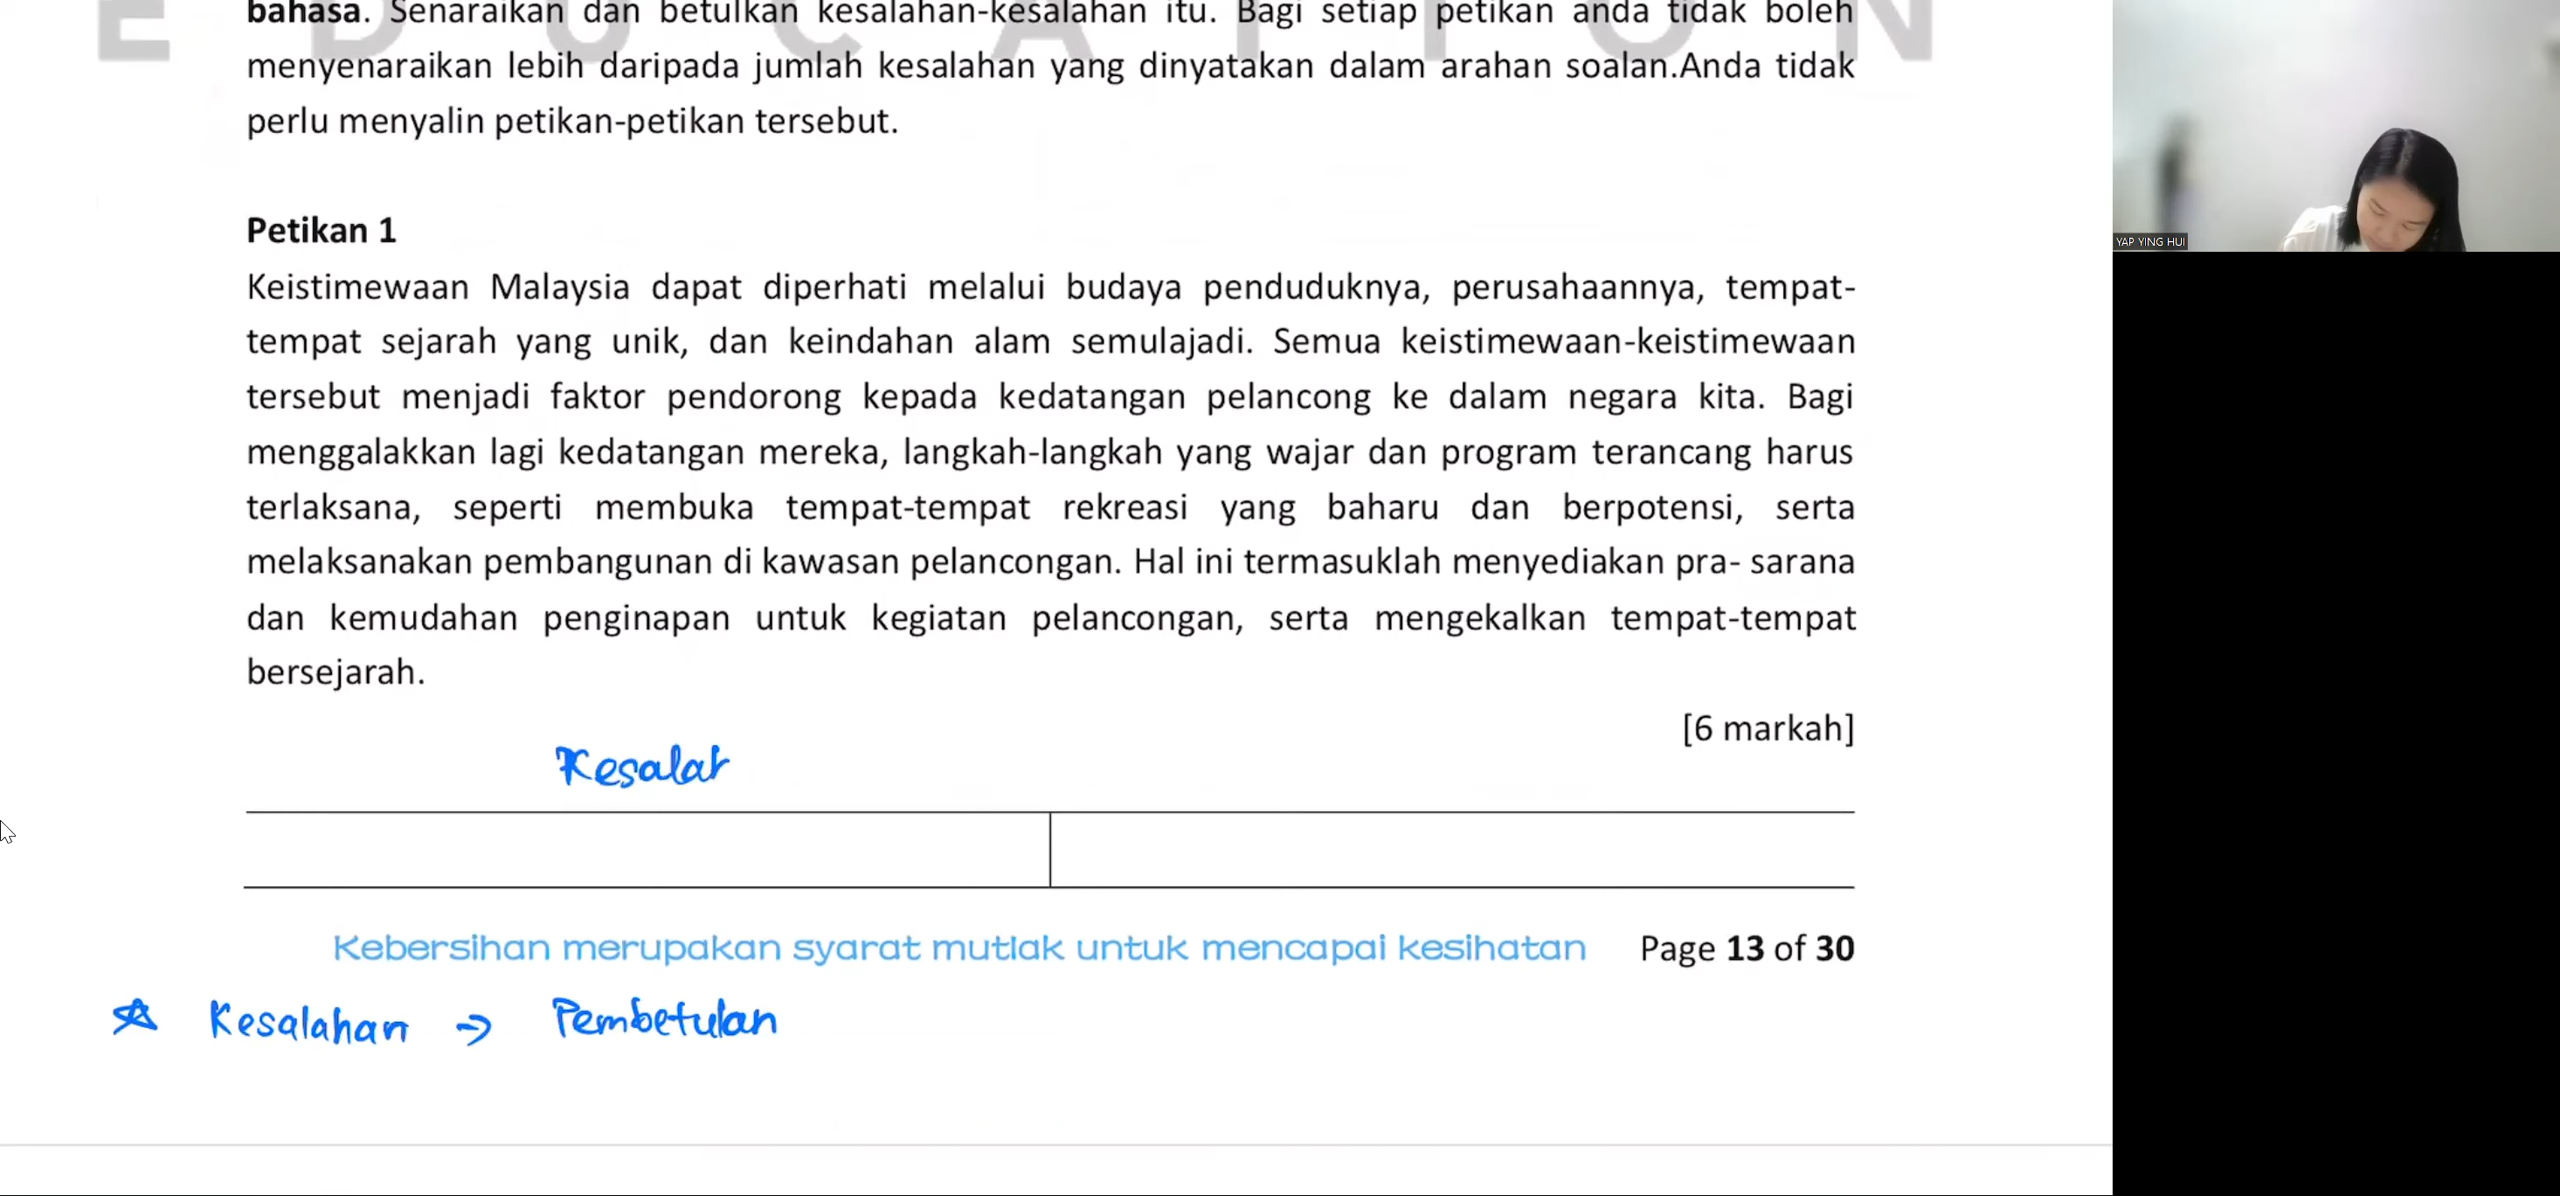 E D U C A T I O N
bahasa. Senaraikan dan betulkan kesalahan-kesalahan itu. Bagi setiap petikan anda tidak boleh
menyenaraikan lebih daripada jumlah kesalahan yang dinyatakan dalam arahan soalan.Anda tidak
perlu menyalin petikan-petikan tersebut.
YAP YING HUI
Petikan 1
Keistimewaan Malaysia dapat diperhati melalui budaya penduduknya, perusahaannya, tempat-
tempat sejarah yang unik, dan keindahan alam semulajadi. Semua keistimewaan-keistimewaan
tersebut menjadi faktor pendorong kepada kedatangan pelancong ke dalam negara kita. Bagi
menggalakkan lagi kedatangan mereka, langkah-langkah yang wajar dan program terancang harus
terlaksana, seperti membuka tempat-tempat rekreasi yang baharu dan berpotensi, serta
melaksanakan pembangunan di kawasan pelancongan. Hal ini termasuklah menyediakan pra- sarana
dan kemudahan penginapan untuk kegiatan pelancongan, serta mengekalkan tempat-tempat
bersejarah.
[6 markah]
Kesalah
Kebersihan merupakan syarat mutlak untuk mencapai kesihatan Page 13 of 30
Kesalahan → Pembetulan